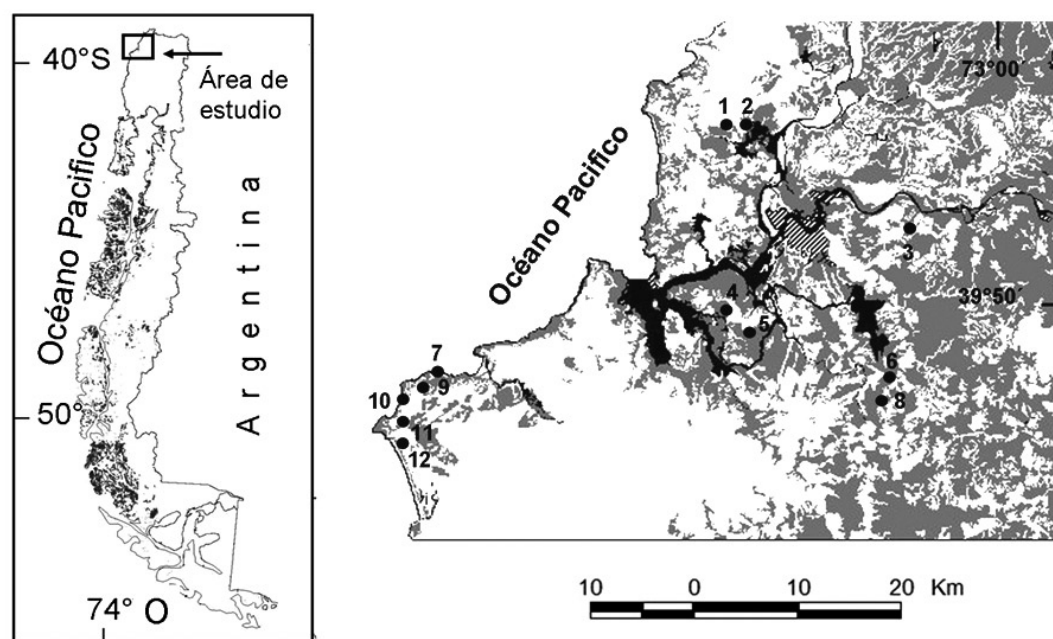 40°S
Área de
estudio
Océano Pacifico
Argentina
50°
74° O
Océano Pacifico
1 2
73°00´
3
39°50´
4
5
6
7
8
9
10
11
12
10 0 10 20 Km